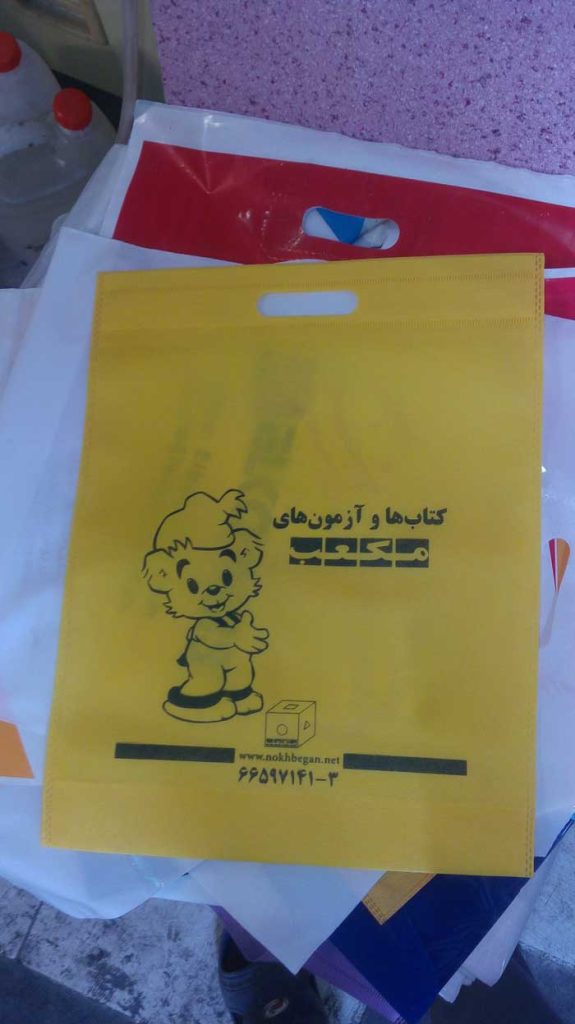 کتاب‌ها و آزمون‌های
مکعب
www.nokhbegan.net
۶۶۵۹۷۱۴۱-۳